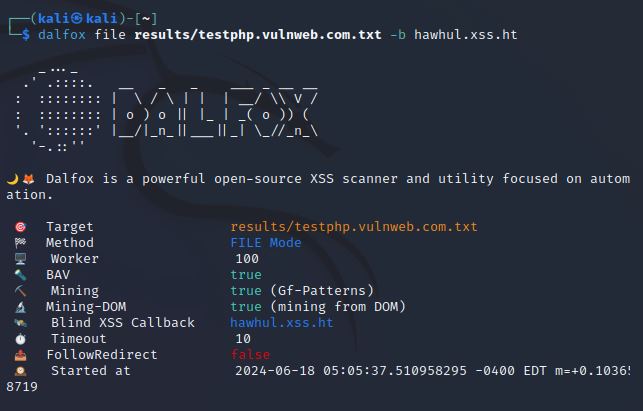 ┌──(kali㉿kali)-[~]
└─$ dalfox file results/testphp.vulnweb.com.txt -b hawhul.xss.ht
DALFOX
🌙🦊 Dalfox is a powerful open-source XSS scanner and utility focused on autom
ation.
🎯 Target results/testphp.vulnweb.com.txt
🏁 Method FILE Mode
🖥️ Worker 100
🔦 BAV true
⛏️ Mining true (Gf-Patterns)
🔬 Mining-DOM true (mining from DOM)
🛰️ Blind XSS Callback hawhul.xss.ht
⏱️ Timeout 10
📤 FollowRedirect false
🕰️ Started at 2024-06-18 05:05:37.510958295 -0400 EDT m=+0.10365
8719